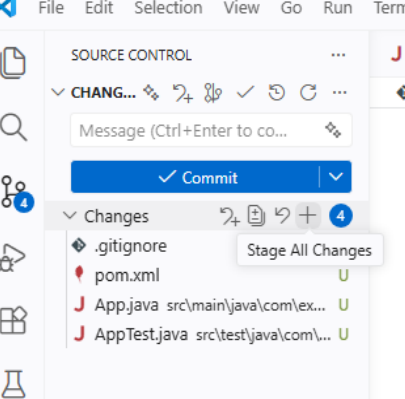 File Edit Selection View Go Run Term
SOURCE CONTROL
CHANG...
Message (Ctrl+Enter to co...
Commit
4
Changes 4
.gitignore
Stage All Changes
pom.xml U
App.java src\main\java\com\ex... U
AppTest.java src\test\java\com\... U